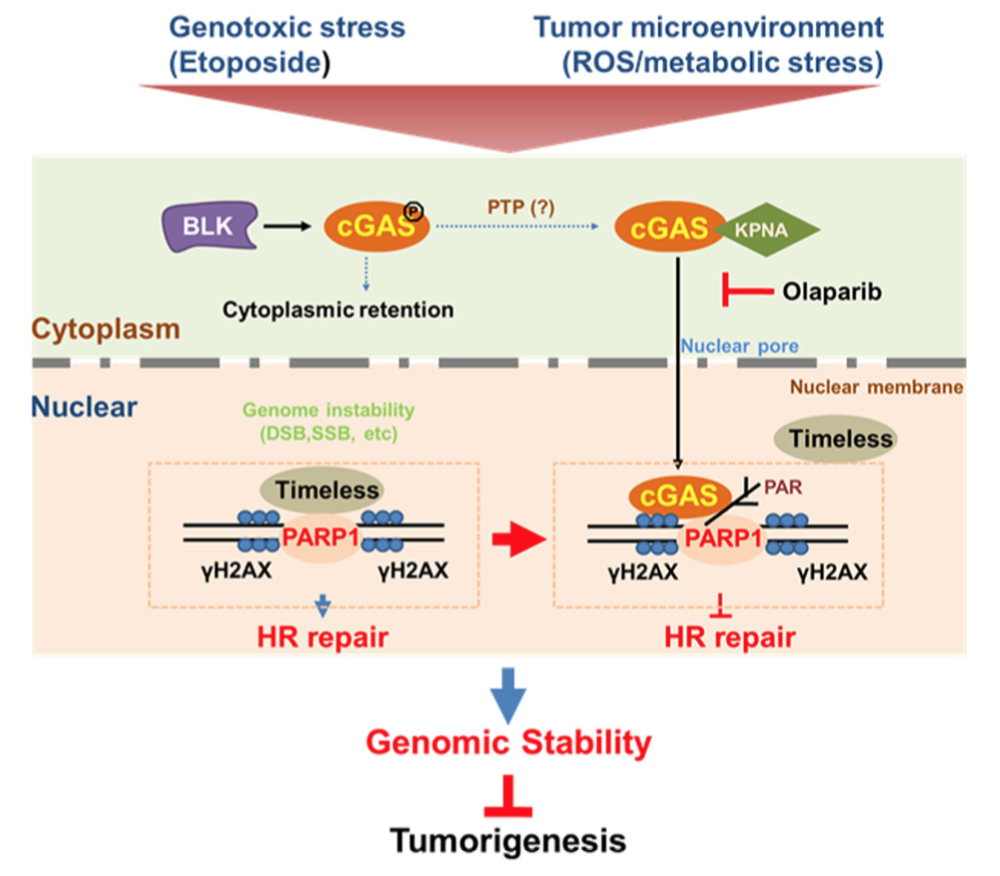 Genotoxic stress
(Etoposide)
Tumor microenvironment
(ROS/metabolic stress)
BLK
cGAS
P
PTP (?)
cGAS
KPNA
Cytoplasmic retention
Olaparib
Cytoplasm
Nuclear pore
Nuclear membrane
Nuclear
Genome instability
(DSB,SSB, etc)
Timeless
PARP1
γH2AX
γH2AX
HR repair
Timeless
cGAS
PAR
PARP1
γH2AX
γH2AX
HR repair
Genomic Stability
Tumorigenesis